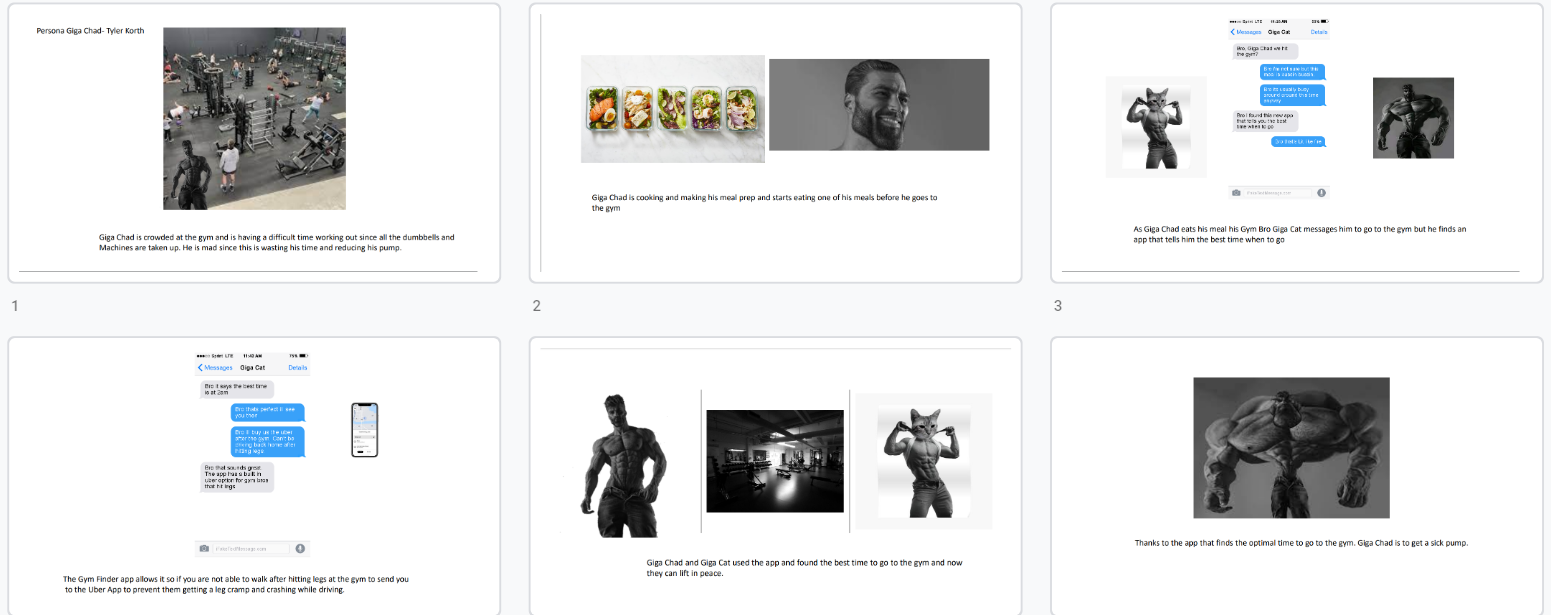 Persona Giga Chad- Tyler Korth
Giga Chad is crowded at the gym and is having a difficult time working out since all the dumbbells and
Machines are taken up. He is mad since this is wasting his time and reducing his pump.
1
Giga Chad is cooking and making his meal prep and starts eating one of his meals before he goes to
the gym
2
Sprint LTE 11:42 AM
Messages Giga Cat Details
Bro, Giga Chad we hit
the gym?
Bro I found this new app
that tells you the best
time when to go
As Giga Chad eats his meal his Gym Bro Giga Cat messages him to go to the gym but he finds an
app that tells him the best time when to go
3
Sprint LTE 11:42 AM
Messages Giga Cat Details
Bro it says the best time
is at 2am
Bro thats perfect ll see
you then
Bro ll buy us the uber
after the gym. Can't be
driving back home after
hitting legs
Bro that sounds great.
The app has a built in
uber option for gym bros
that hit legs
The Gym Finder app allows it so if you are not able to walk after hitting legs at the gym to send you
to the Uber App to prevent them getting a leg cramp and crashing while driving.
Giga Chad and Giga Cat used the app and found the best time to go to the gym and now
they can lift in peace.
Thanks to the app that finds the optimal time to go to the gym. Giga Chad is to get a sick pump.